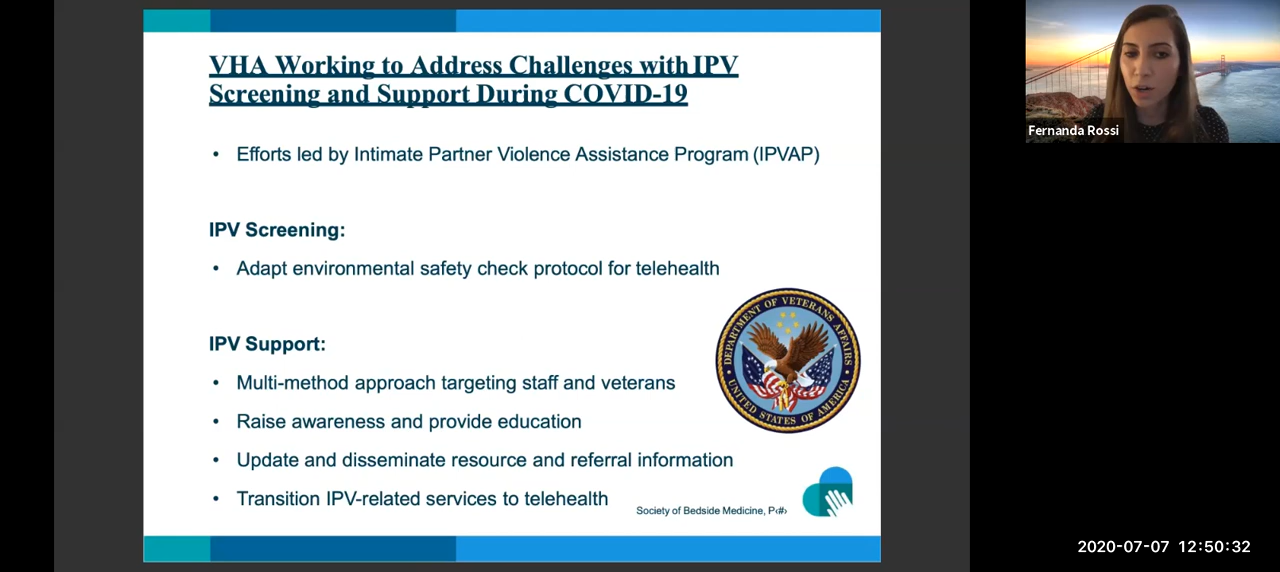 VHA Working to Address Challenges with IPV
Screening and Support During COVID-19
• Efforts led by Intimate Partner Violence Assistance Program (IPVAP)
IPV Screening:
• Adapt environmental safety check protocol for telehealth
IPV Support:
• Multi-method approach targeting staff and veterans
• Raise awareness and provide education
• Update and disseminate resource and referral information
• Transition IPV-related services to telehealth
DEPARTMENT OF VETERANS AFFAIRS
UNITED STATES OF AMERICA
Society of Bedside Medicine, P‹#›
Fernanda Rossi
2020-07-07 12:50:32